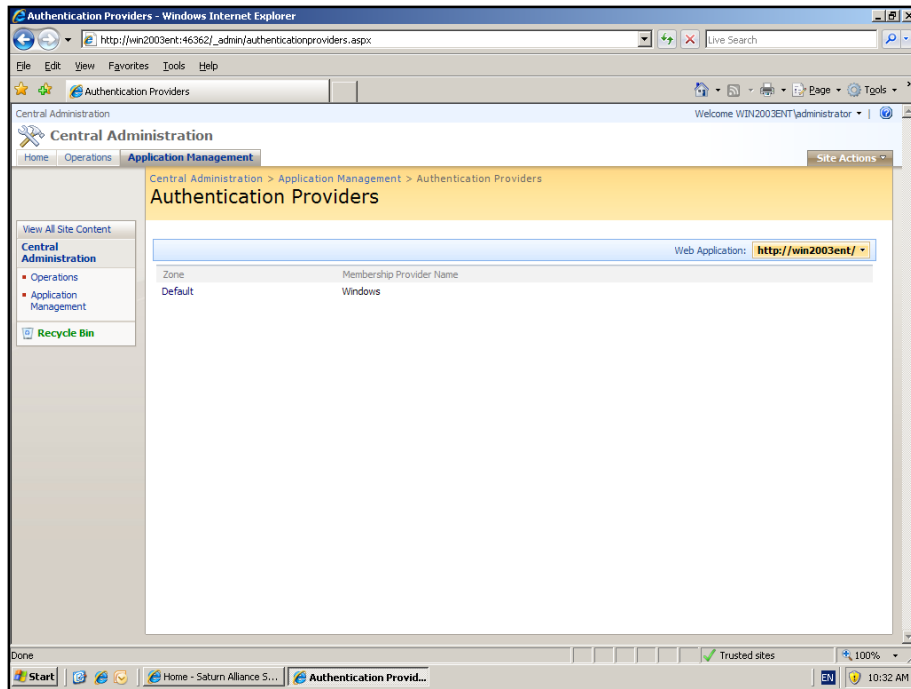 Authentication Providers - Windows Internet Explorer
http://win2003ent:46362/_admin/authenticationproviders.aspx
Live Search
File Edit View Favorites Tools Help
Authentication Providers
Page Tools
Central Administration
Welcome WIN2003ENT\administrator
Central Administration
Home Operations Application Management
Site Actions
Central Administration > Application Management > Authentication Providers
Authentication Providers
View All Site Content
Central
Administration
Operations
Application
Management
Recycle Bin
Web Application: http://win2003ent/
Zone Membership Provider Name
Default Windows
Done
Trusted sites
100%
Start
Home - Saturn Alliance S...
Authentication Provid...
EN
10:32 AM